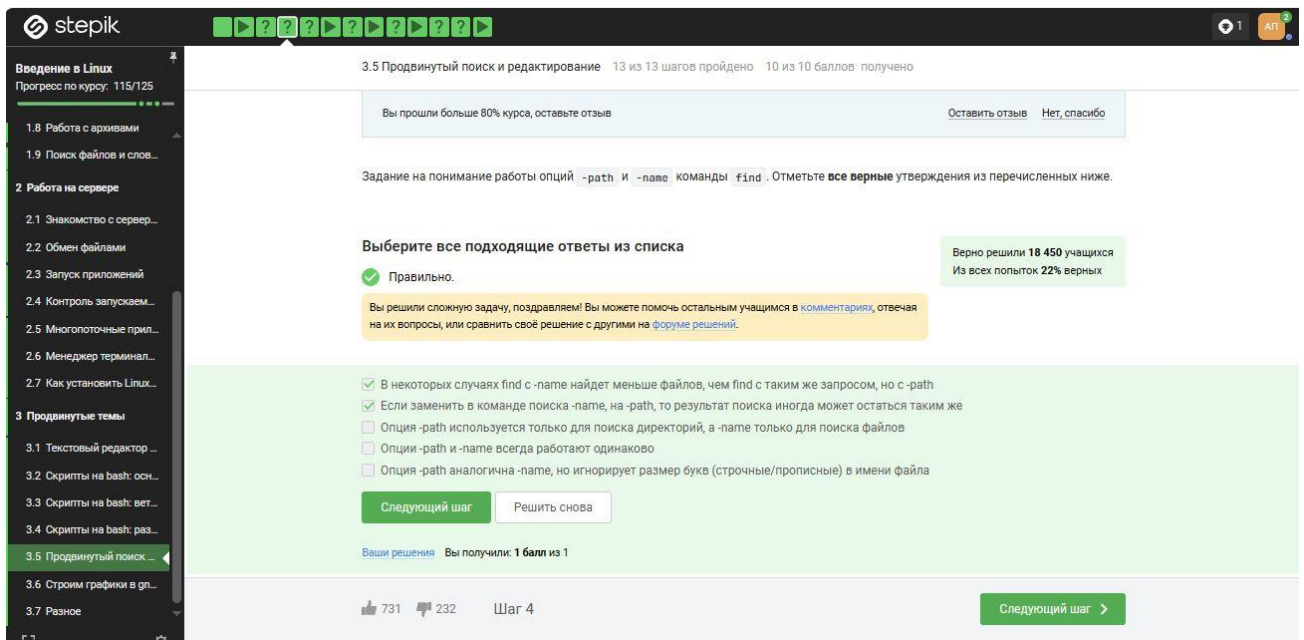 stepik
1
АП
2
Введение в Linux
Прогресс по курсу: 115/125
1.8 Работа с архивами
1.9 Поиск файлов и слов...
2 Работа на сервере
2.1 Знакомство с сервер...
2.2 Обмен файлами
2.3 Запуск приложений
2.4 Контроль запускаем...
2.5 Многопоточные прил...
2.6 Менеджер терминал...
2.7 Как установить Linux...
3 Продвинутые темы
3.1 Текстовый редактор ...
3.2 Скрипты на bash: осн...
3.3 Скрипты на bash: вет...
3.4 Скрипты на bash: раз...
3.5 Продвинутый поиск ...
3.6 Строим графики в gn...
3.7 Разное
3.5 Продвинутый поиск и редактирование 13 из 13 шагов пройдено 10 из 10 баллов получено
Вы прошли больше 80% курса, оставьте отзыв Оставить отзыв Нет, спасибо
Задание на понимание работы опций -path и -name команды find . Отметьте все верные утверждения из перечисленных ниже.
Выберите все подходящие ответы из списка
Правильно.
Верно решили 18 450 учащихся
Из всех попыток 22% верных
Вы решили сложную задачу, поздравляем! Вы можете помочь остальным учащимся в комментариях, отвечая
на их вопросы, или сравнить своё решение с другими на форуме решений.
В некоторых случаях find с -name найдет меньше файлов, чем find с таким же запросом, но с -path
Если заменить в команде поиска -name, на -path, то результат поиска иногда может остаться таким же
Опция -path используется только для поиска директорий, а -name только для поиска файлов
Опции -path и -name всегда работают одинаково
Опция -path аналогична -name, но игнорирует размер букв (строчные/прописные) в имени файла
Следующий шаг Решить снова
Ваши решения Вы получили: 1 балл из 1
731 232 Шаг 4 Следующий шаг